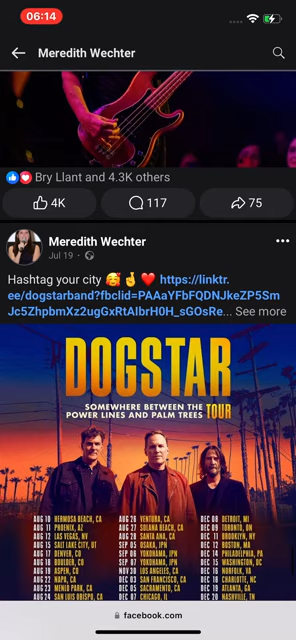 06:14
Meredith Wechter
Bry Llant and 4.3K others
4K
117
75
Meredith Wechter
Jul 19
Hashtag your city 🥰🤞❤️ https://linktr.
ee/dogstarband?fbclid=PAAaYFbFQDNJkeZP5Sm
Jc5ZhpbmXz2ugGxRtAIbrH0H_sGOsRe... See more
DOGSTAR
SOMEWHERE BETWEEN THE
POWER LINES AND PALM TREES TOUR
AUG 10 HERMOSA BEACH, CA
AUG 11 PHOENIX, AZ
AUG 12 LAS VEGAS, NV
AUG 15 SALT LAKE CITY, UT
AUG 17 DENVER, CO
AUG 18 BOULDER, CO
AUG 19 ASPEN, CO
AUG 22 NAPA, CA
AUG 23 MENLO PARK, CA
AUG 24 SAN LUIS OBISPO, CA
AUG 26 VENTURA, CA
AUG 27 SOLANA BEACH, CA
AUG 28 SANTA ANA, CA
SEP 05 OSAKA, JPN
SEP 06 YOKOHAMA, JPN
SEP 08 YOKOHAMA, JPN
NOV 30 LOS ANGELES, CA
DEC 03 SAN FRANCISCO, CA
DEC 05 SACRAMENTO, CA
DEC 07 CHICAGO, IL
DEC 08 DETROIT, MI
DEC 09 TORONTO, ON
DEC 11 BROOKLYN, NY
DEC 12 BOSTON, MA
DEC 14 PHILADELPHIA, PA
DEC 15 WASHINGTON, DC
DEC 16 NORFOLK, VA
DEC 18 CHARLOTTE, NC
DEC 19 ATLANTA, GA
DEC 20 NASHVILLE, TN
facebook.com